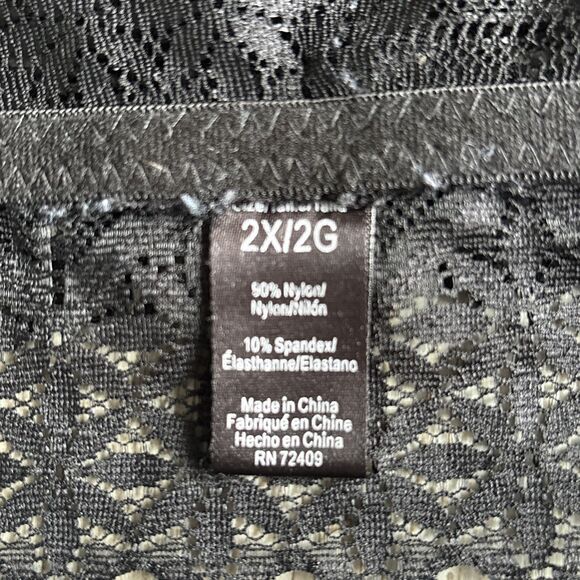 2X/2G
90% Nylon/
Nylon/Nilón
10% Spandex/
Élasthanne/Elastano
Made in China
Fabriqué en Chine
Hecho en China
RN 72409